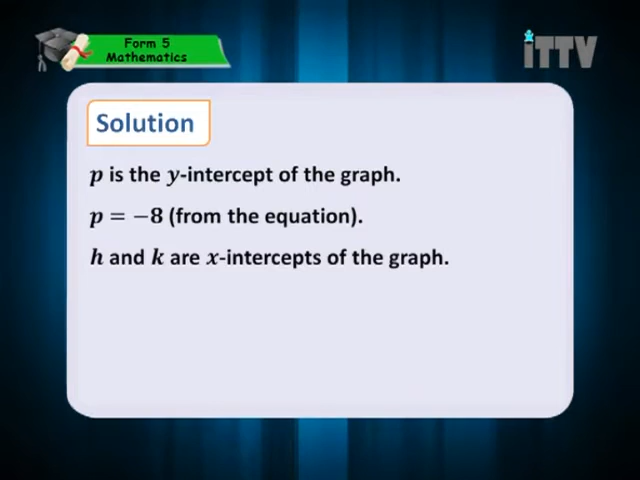 Form 5
Mathematics
iTTV
Solution
p is the y-intercept of the graph.
p = −8 (from the equation).
h and k are x-intercepts of the graph.